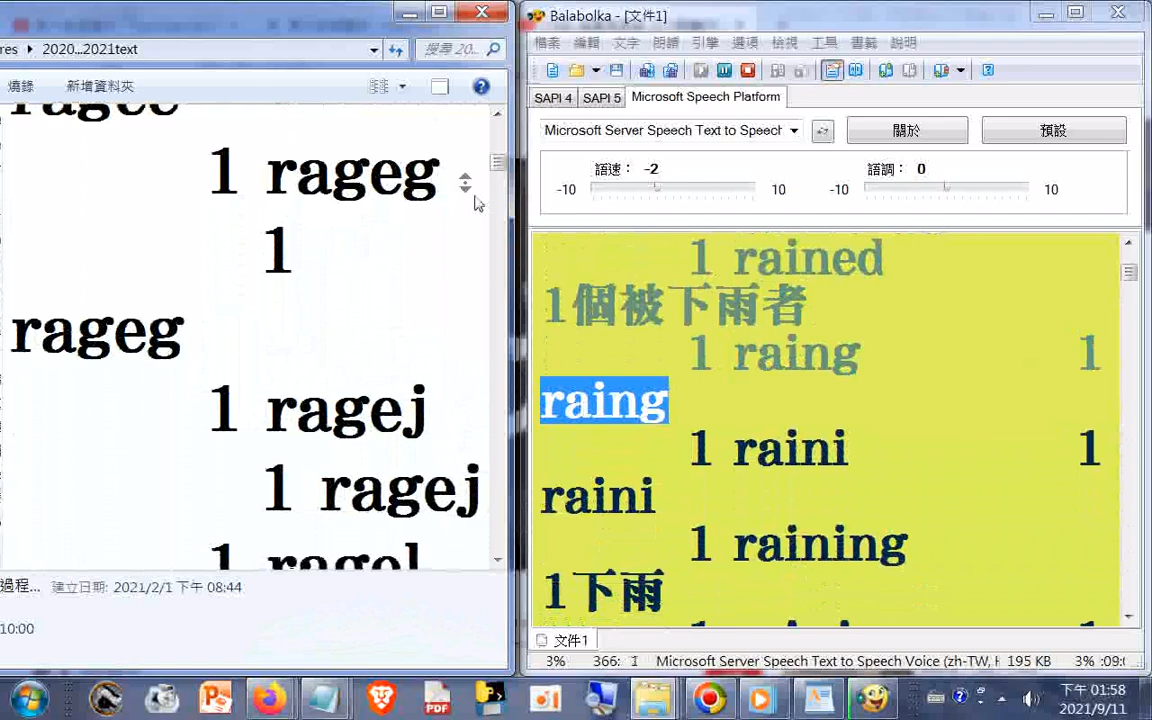 res ▸ 2020...2021text
搜尋 20...
燒錄
新增資料夾
ragee
1 rageg
1
rageg
1 ragej
1 ragej
1 ragel
過程...
建立日期: 2021/2/1 下午 08:44
10:00
Balabolka - [文件1]
檔案 編輯 文字 朗讀 引擎 選項 檢視 工具 書籤 說明
SAPI 4 SAPI 5 Microsoft Speech Platform
Microsoft Server Speech Text to Speech
關於
預設
語速： -2
語調： 0
-10 10 -10 10
1 rained
1個被下雨者
1 raing 1
raing
1 raini 1
raini
1 raining
1下雨
文件1
3% 366: 1 Microsoft Server Speech Text to Speech Voice (zh-TW, H 195 KB 3% :09:0
PDF
下午 01:58
2021/9/11